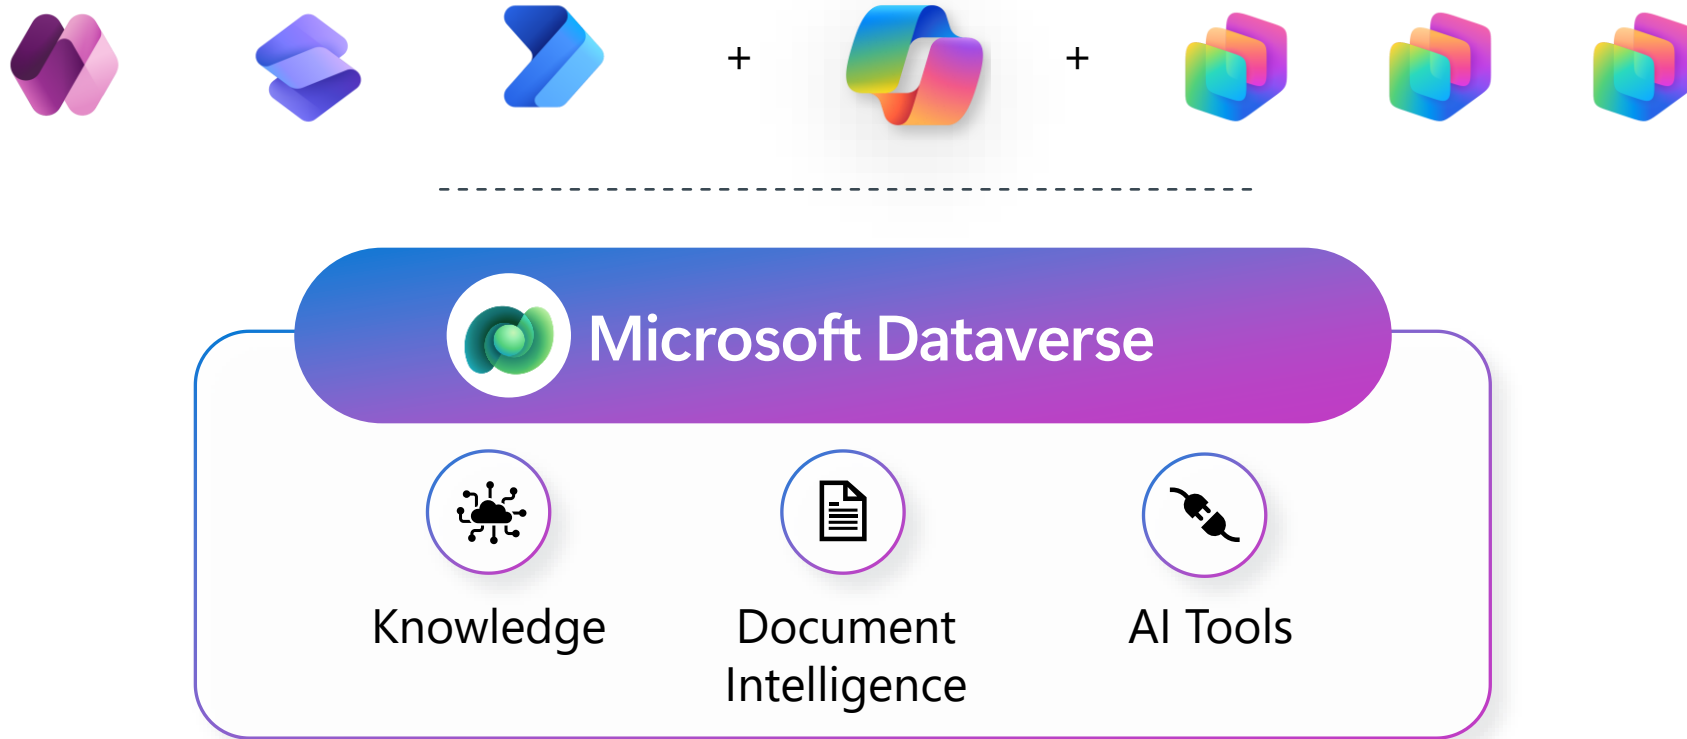 + +
Microsoft Dataverse
Knowledge
Document
Intelligence
AI Tools